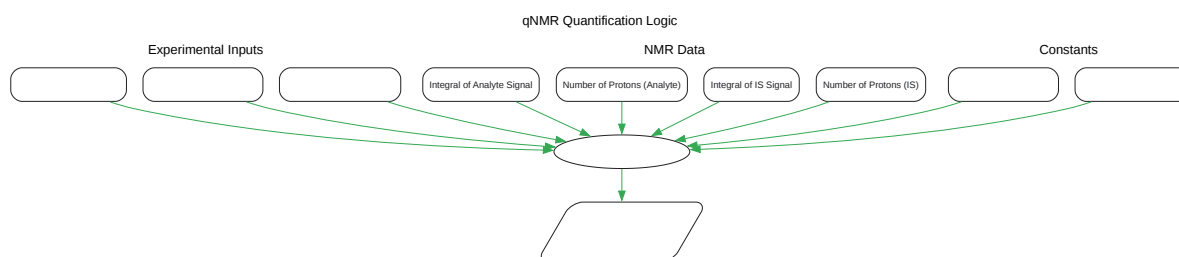 qNMR Quantification Logic
Experimental Inputs
NMR Data
Constants
Integral of Analyte Signal
Number of Protons (Analyte)
Integral of IS Signal
Number of Protons (IS)